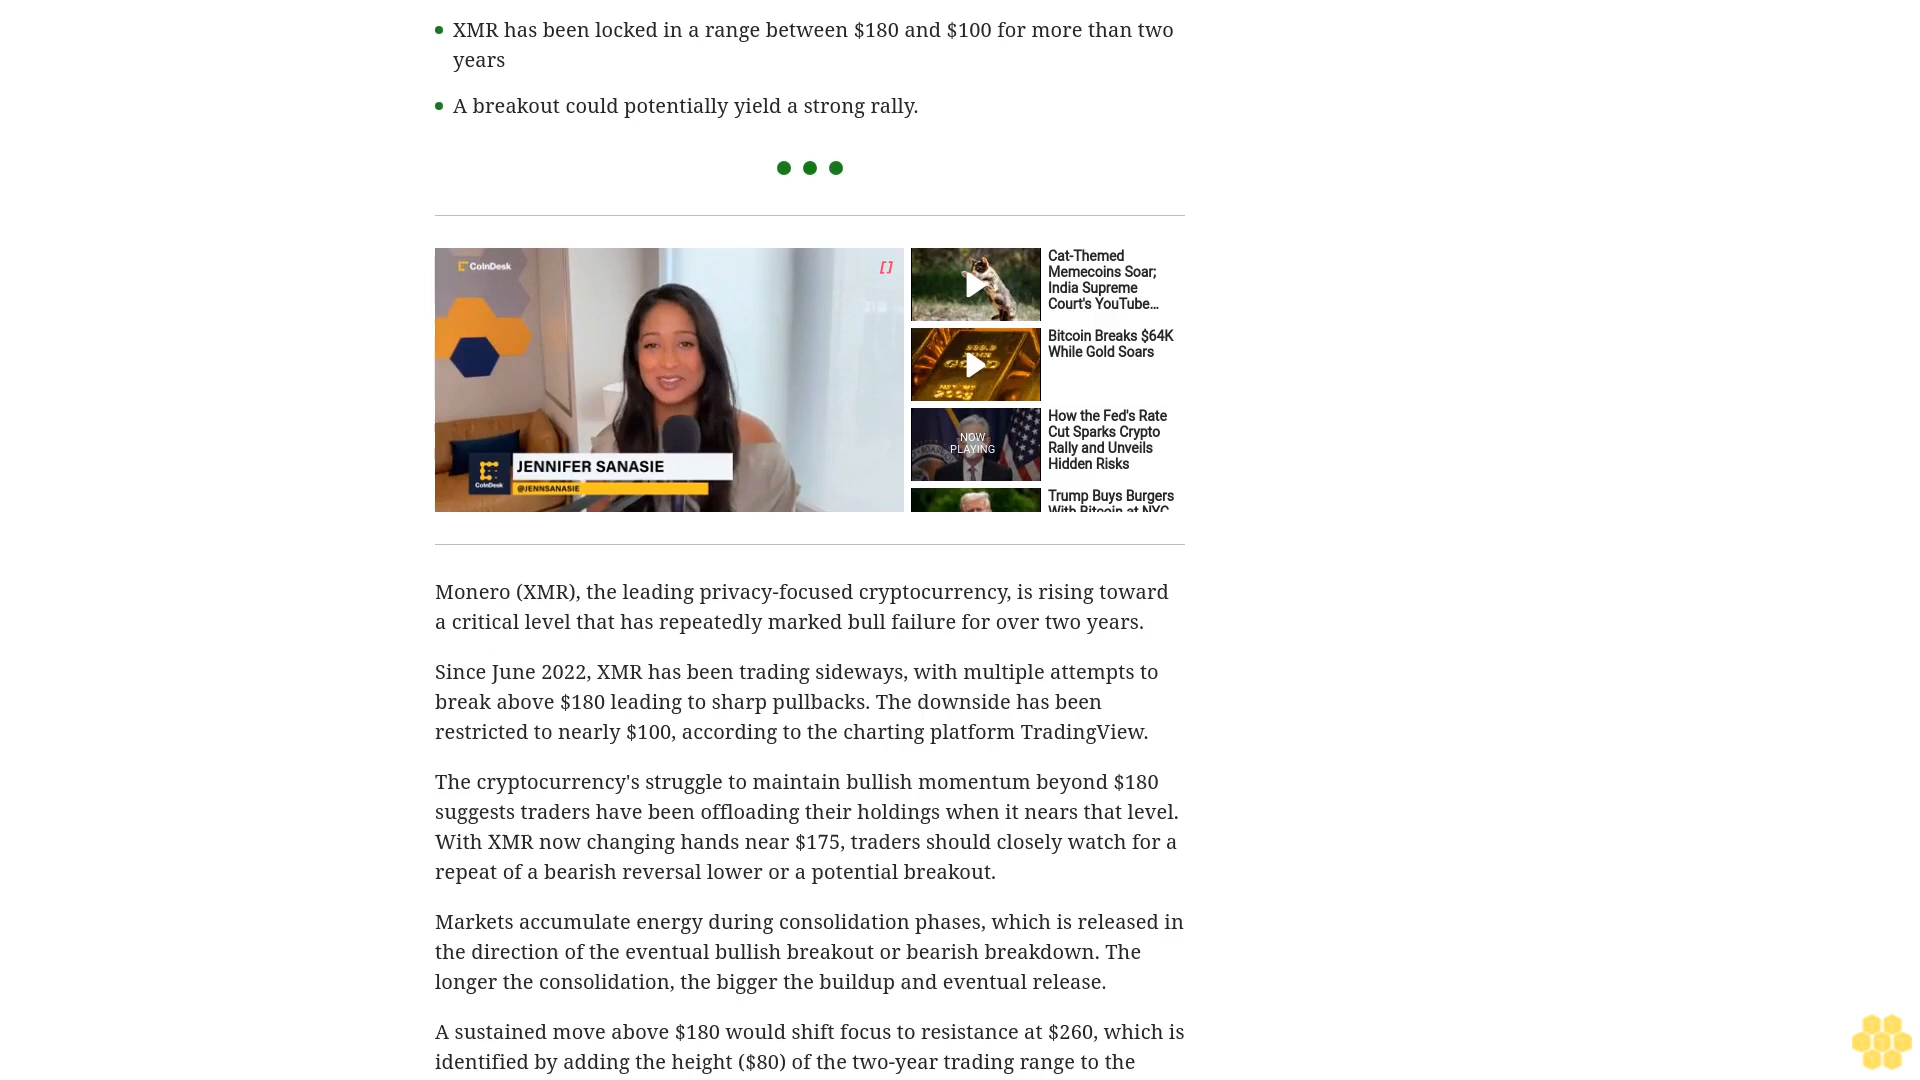 XMR has been locked in a range between $180 and $100 for more than two
years
A breakout could potentially yield a strong rally.
CoinDesk
[]
JENNIFER SANASIE
CoinDesk
@JENNSANASIE
Cat-Themed
Memecoins Soar;
India Supreme
Court's YouTube...
999.9
GOLD
NET WT
Bitcoin Breaks $64K
While Gold Soars
NOW
PLAYING
How the Fed's Rate
Cut Sparks Crypto
Rally and Unveils
Hidden Risks
Trump Buys Burgers
With Bitcoin at NYC
Monero (XMR), the leading privacy-focused cryptocurrency, is rising toward
a critical level that has repeatedly marked bull failure for over two years.
Since June 2022, XMR has been trading sideways, with multiple attempts to
break above $180 leading to sharp pullbacks. The downside has been
restricted to nearly $100, according to the charting platform TradingView.
The cryptocurrency's struggle to maintain bullish momentum beyond $180
suggests traders have been offloading their holdings when it nears that level.
With XMR now changing hands near $175, traders should closely watch for a
repeat of a bearish reversal lower or a potential breakout.
Markets accumulate energy during consolidation phases, which is released in
the direction of the eventual bullish breakout or bearish breakdown. The
longer the consolidation, the bigger the buildup and eventual release.
A sustained move above $180 would shift focus to resistance at $260, which is
identified by adding the height ($80) of the two-year trading range to the